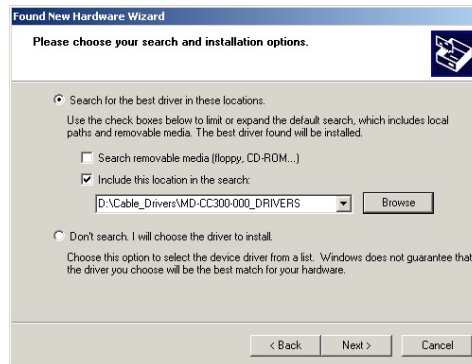 Found New Hardware Wizard
Please choose your search and installation options.
Search for the best driver in these locations.
Use the check boxes below to limit or expand the default search, which includes local
paths and removable media. The best driver found will be installed.
Search removable media (floppy, CD-ROM...)
Include this location in the search:
D:\Cable_Drivers\MD-CC300-000_DRIVERS
Browse
Don't search. I will choose the driver to install.
Choose this option to select the device driver from a list. Windows does not guarantee that
the driver you choose will be the best match for your hardware.
< Back
Next >
Cancel